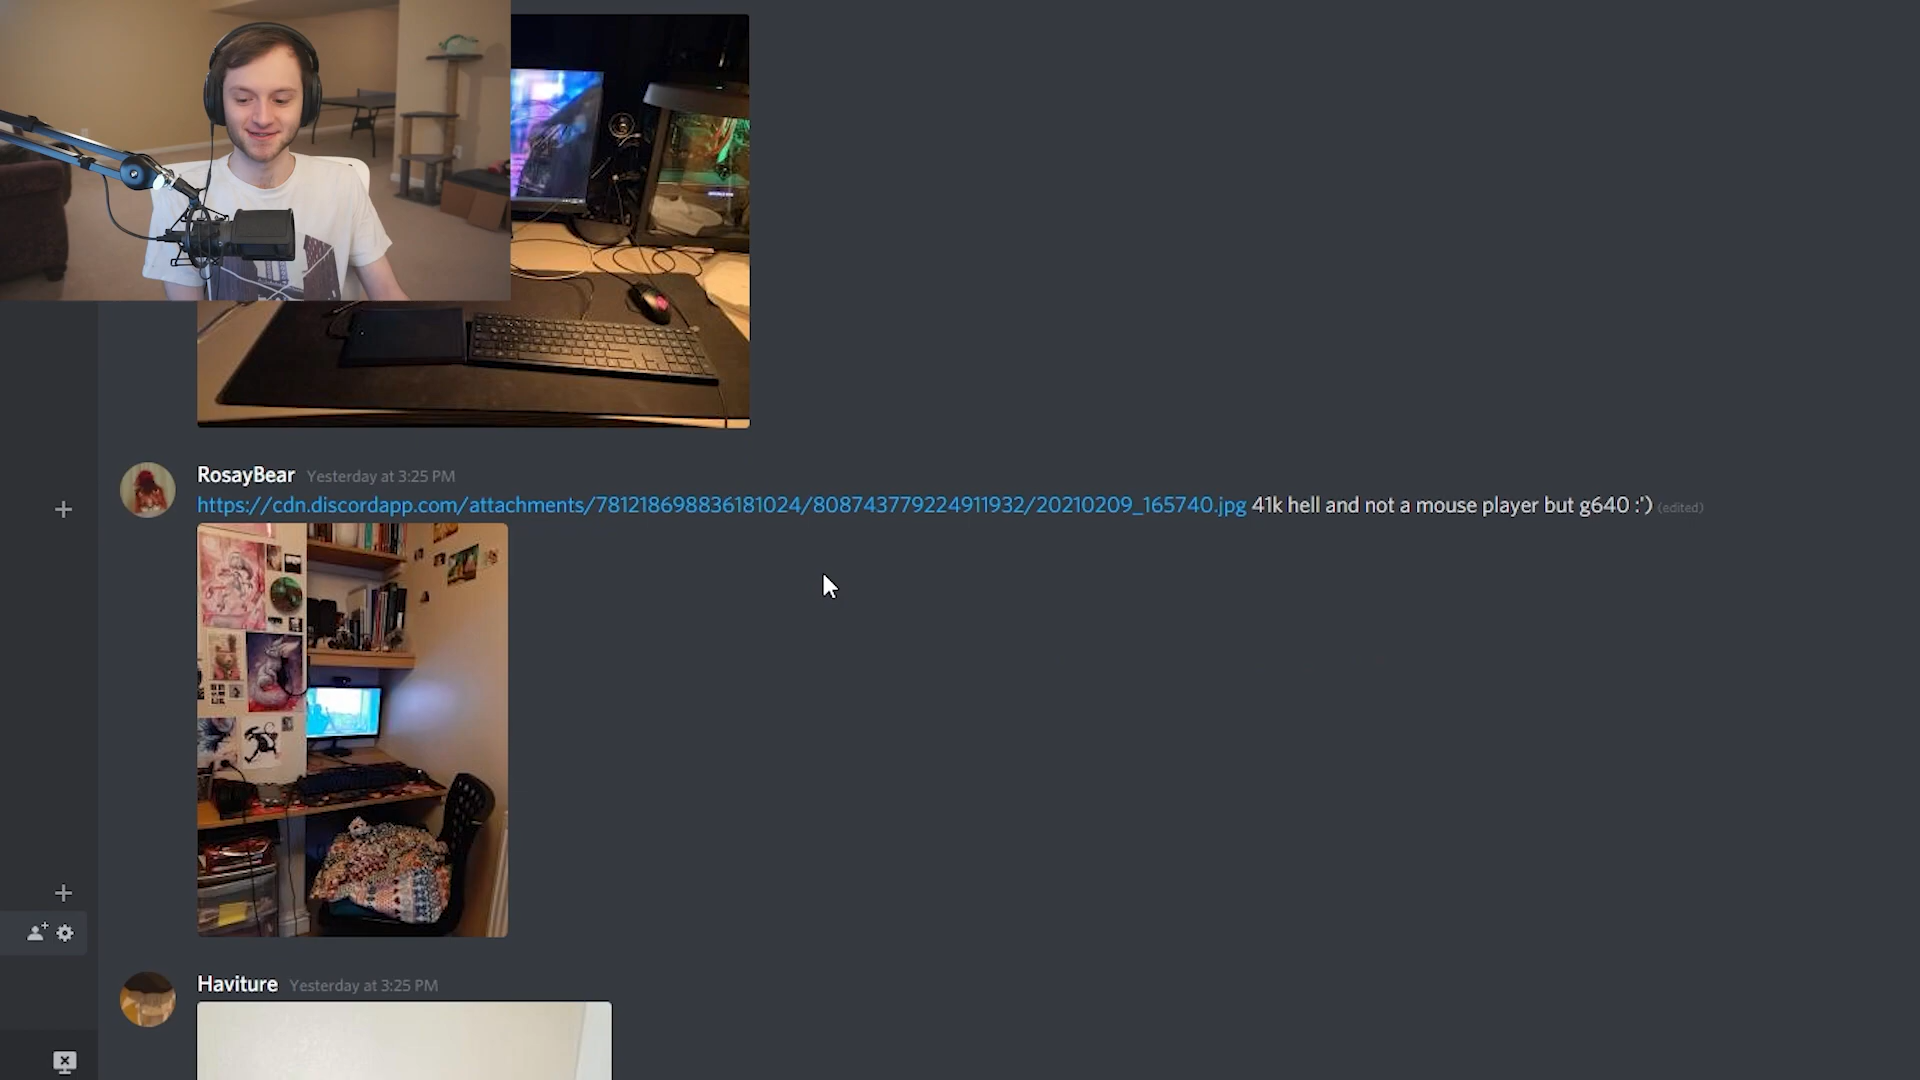 RosayBear Yesterday at 3:25 PM
https://cdn.discordapp.com/attachments/781218698836181024/808743779224911932/20210209_165740.jpg 41k hell and not a mouse player but g640 :') (edited)
Haviture Yesterday at 3:25 PM